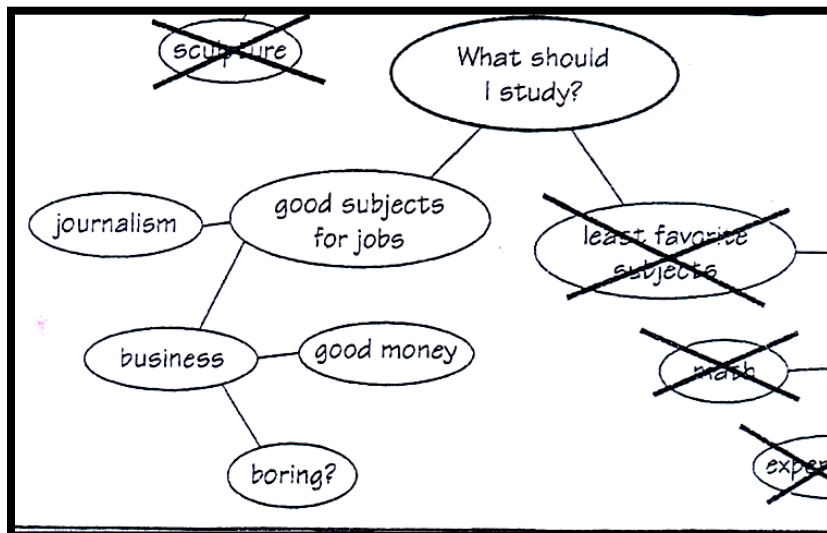 sculpture
What should
I study?
journalism
good subjects
for jobs
least favorite
subjects
business
good money
math
boring?